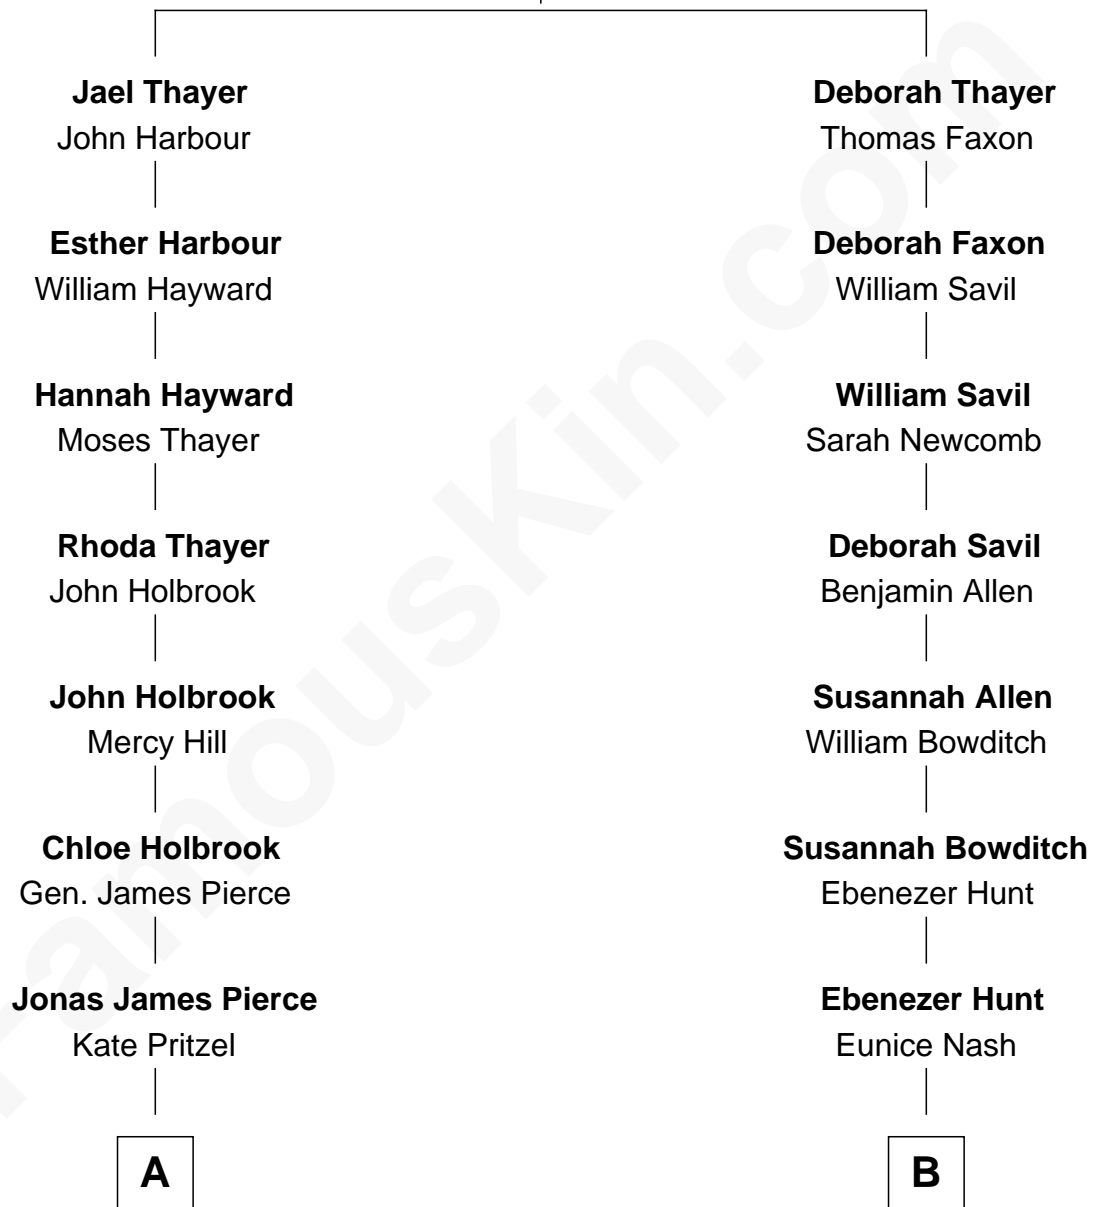 Jael Thayer
John Harbour
Esther Harbour
William Hayward
Hannah Hayward
Moses Thayer
Rhoda Thayer
John Holbrook
John Holbrook
Mercy Hill
Chloe Holbrook
Gen. James Pierce
Jonas James Pierce
Kate Pritzel
A
Deborah Thayer
Thomas Faxon
Deborah Faxon
William Savil
William Savil
Sarah Newcomb
Deborah Savil
Benjamin Allen
Susannah Allen
William Bowditch
Susannah Bowditch
Ebenezer Hunt
Ebenezer Hunt
Eunice Nash
B
FamousKin.com